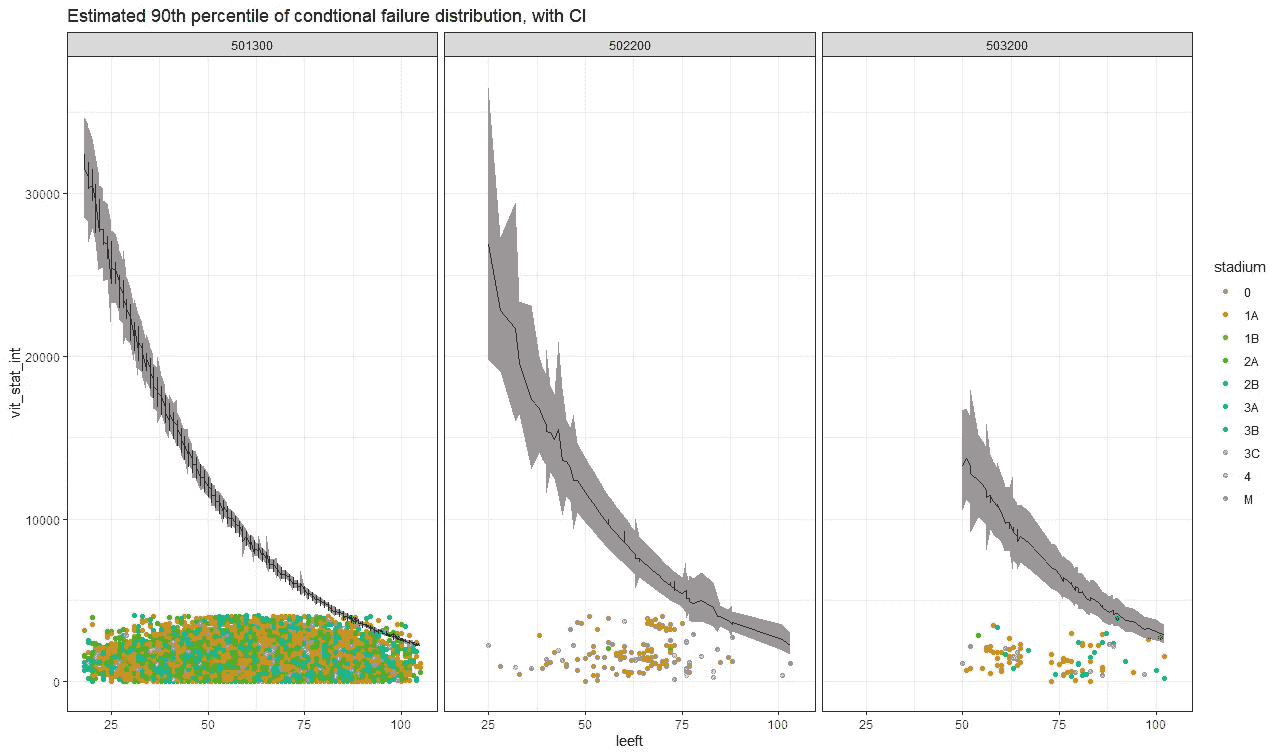 Estimated 90th percentile of condtional failure distribution, with CI
501300 502200 503200
vit_stat_int
30000
20000
10000
0
25 50 75 100 25 50 75 100 25 50 75 100
leeft
stadium
0
1A
1B
2A
2B
3A
3B
3C
4
M